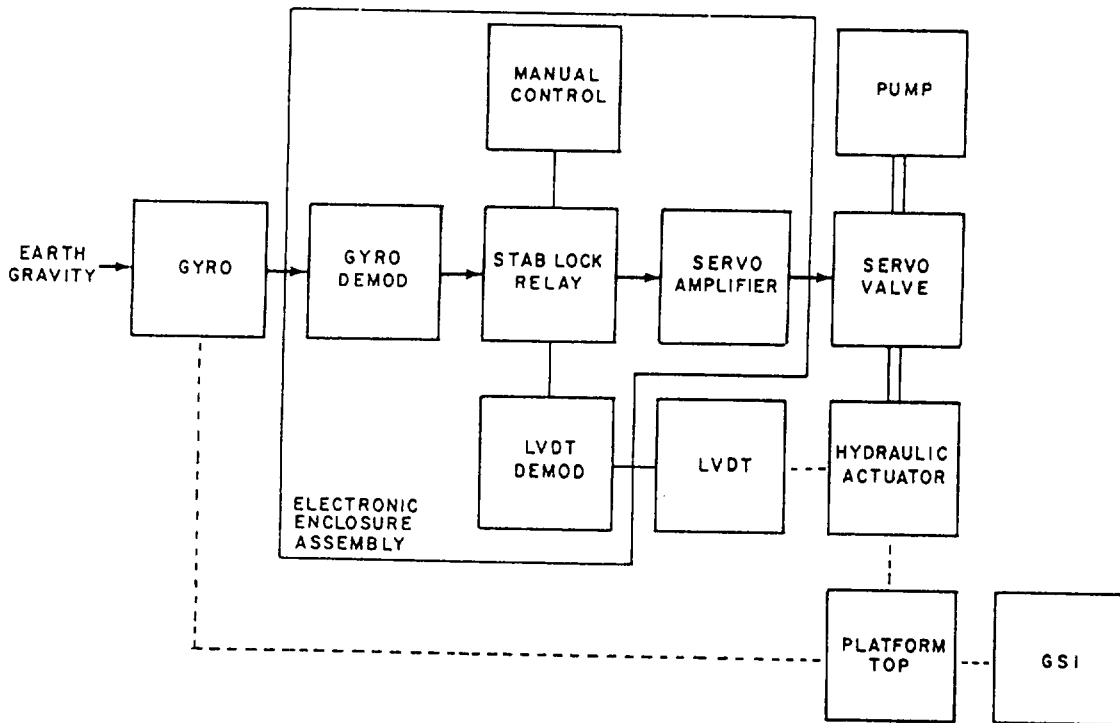 MANUAL
CONTROL
PUMP
EARTH
GRAVITY
GYRO
GYRO
DEMOD
STAB LOCK
RELAY
SERVO
AMPLIFIER
SERVO
VALVE
LVDT
DEMOD
LVDT
HYDRAULIC
ACTUATOR
ELECTRONIC
ENCLOSURE
ASSEMBLY
PLATFORM
TOP
GSI